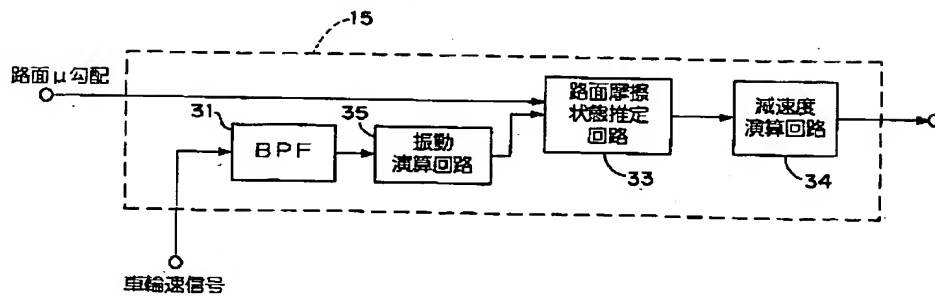 15
路面μ勾配
31
BPF
35
振動
演算回路
路面摩擦
状態推定
回路
33
減速度
演算回路
34
車輪速信号